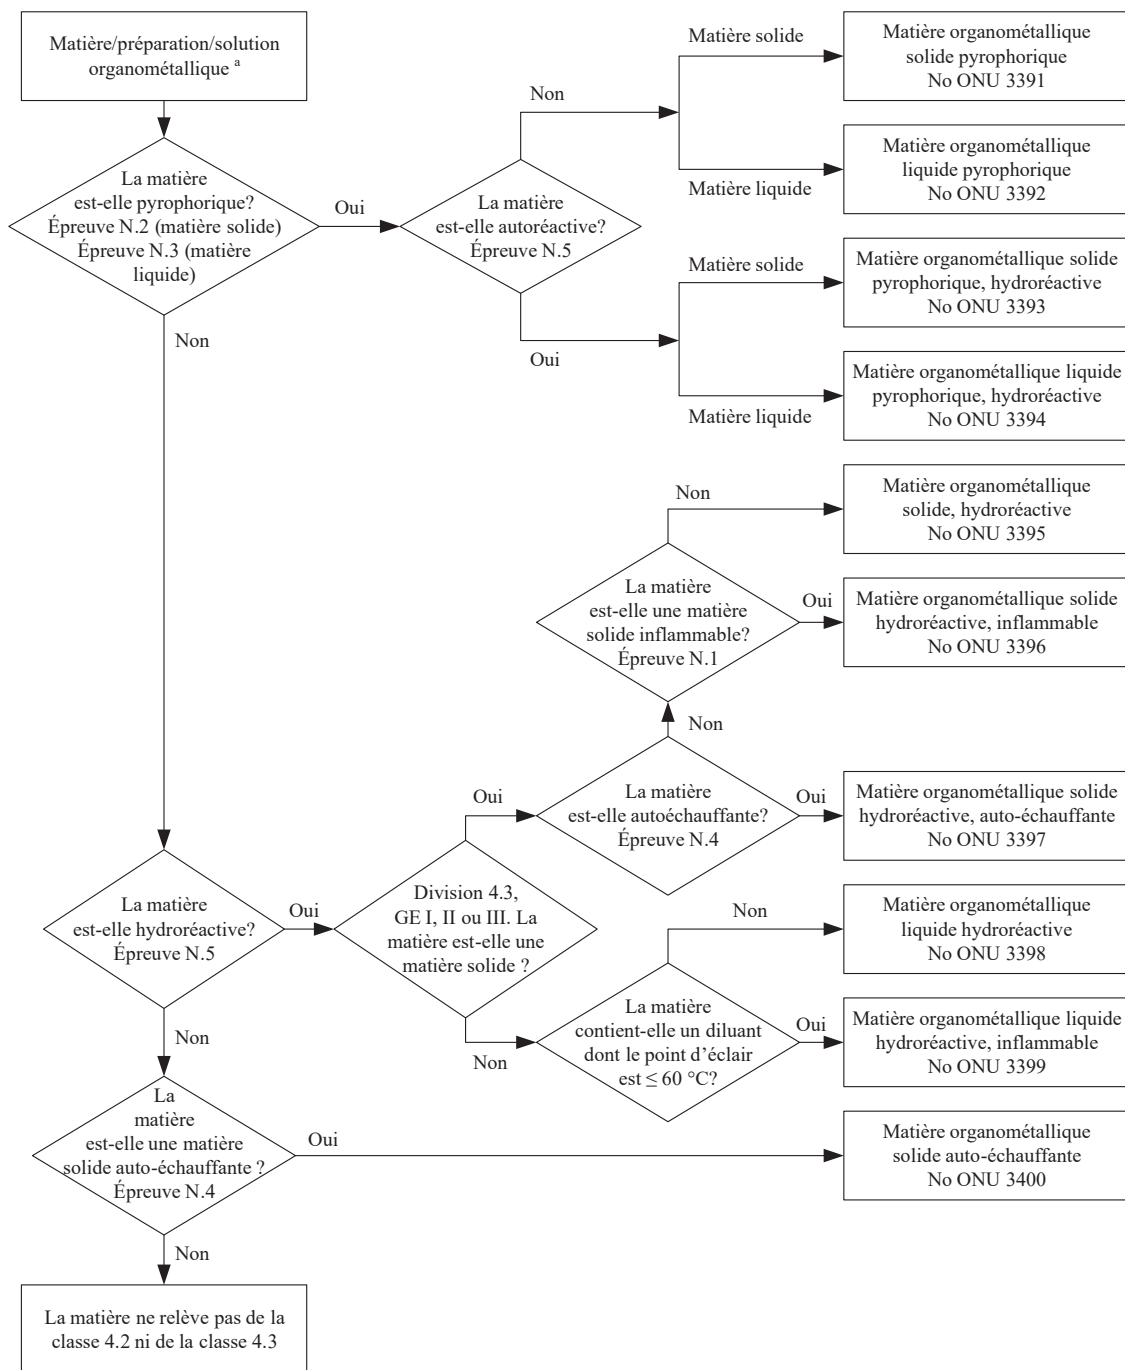 Matière/préparation/solution
organométallique ª
La matière
est-elle pyrophorique?
Épreuve N.2 (matière solide)
Épreuve N.3 (matière
liquide)
Oui
Non
La matière
est-elle autoréactive?
Épreuve N.5
Non
Oui
Matière solide
Matière organométallique
solide pyrophorique
No ONU 3391
Matière liquide
Matière organométallique
liquide pyrophorique
No ONU 3392
Matière solide
Matière organométallique solide
pyrophorique, hydroréactive
No ONU 3393
Matière liquide
Matière organométallique liquide
pyrophorique, hydroréactive
No ONU 3394
Non
Matière organométallique
solide, hydroréactive
No ONU 3395
La matière
est-elle une matière
solide inflammable?
Épreuve N.1
Oui
Matière organométallique solide
hydroréactive, inflammable
No ONU 3396
Non
La matière
est-elle autoéchauffante?
Épreuve N.4
Oui
Matière organométallique solide
hydroréactive, auto-échauffante
No ONU 3397
Oui
La matière
est-elle hydroréactive?
Épreuve N.5
Oui
Division 4.3,
GE I, II ou III. La
matière est-elle une
matière solide ?
Non
Non
Matière organométallique
liquide hydroréactive
No ONU 3398
La matière
contient-elle un diluant
dont le point d’éclair
est ≤ 60 °C?
Oui
Matière organométallique liquide
hydroréactive, inflammable
No ONU 3399
Non
La
matière
est-elle une matière
solide auto-échauffante ?
Épreuve N.4
Oui
Matière organométallique
solide auto-échauffante
No ONU 3400
Non
La matière ne relève pas de la
classe 4.2 ni de la classe 4.3